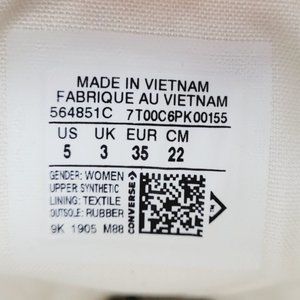 MADE IN VIETNAM
FABRIQUE AU VIETNAM
564851C 7T00C6PK00155
US UK EUR CM
5 3 35 22
GENDER: WOMEN
UPPER: SYNTHETIC
LINING: TEXTILE
OUTSOLE: RUBBER
9K 1905 M88
CONVERSE